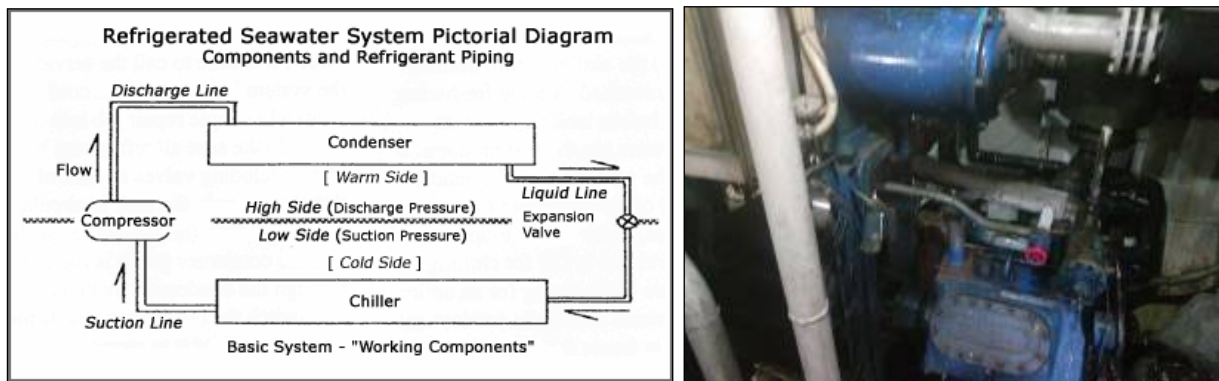 Refrigerated Seawater System Pictorial Diagram
Components and Refrigerant Piping
Discharge Line
Condenser
Flow
[ Warm Side ]
Liquid Line
Compressor
High Side (Discharge Pressure)
Expansion
Valve
Low Side (Suction Pressure)
[ Cold Side ]
Chiller
Suction Line
Basic System - "Working Components"